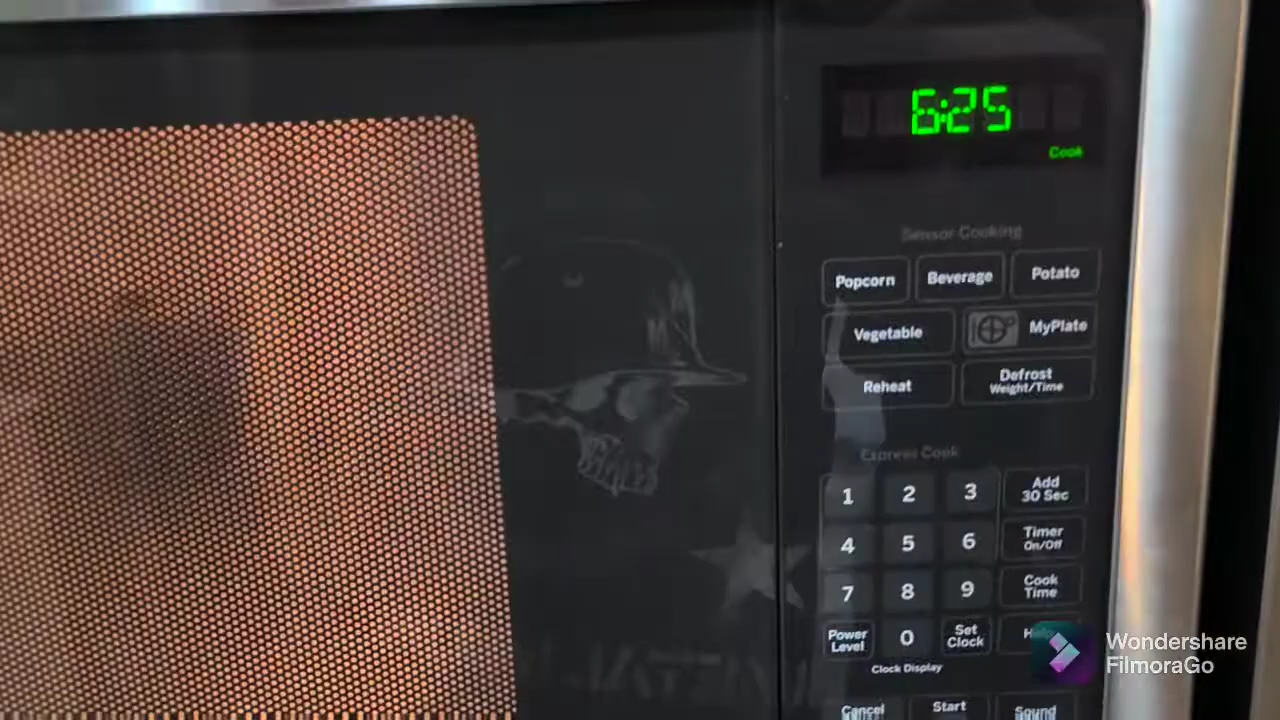 6:25
Cook
Sensor Cooking
Popcorn
Beverage
Potato
Vegetable
MyPlate
Reheat
Defrost
Weight/Time
Express Cook
1
2
3
Add
30 Sec
4
5
6
Timer
On/Off
7
8
9
Cook
Time
Power
Level
0
Set
Clock
Clock Display
Cancel
Start
Sound
Wondershare
FilmoraGo